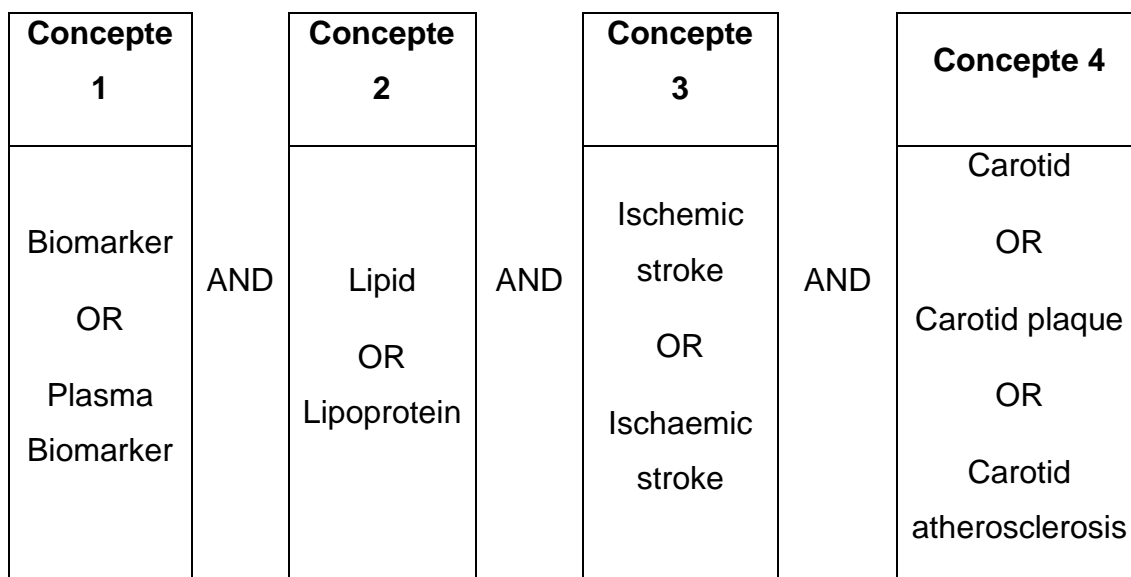 Concepte
1
Concepte
2
Concepte
3
Concepte 4
Biomarker
OR
Plasma
Biomarker
AND
Lipid
OR
Lipoprotein
AND
Ischemic
stroke
OR
Ischaemic
stroke
AND
Carotid
OR
Carotid plaque
OR
Carotid
atherosclerosis